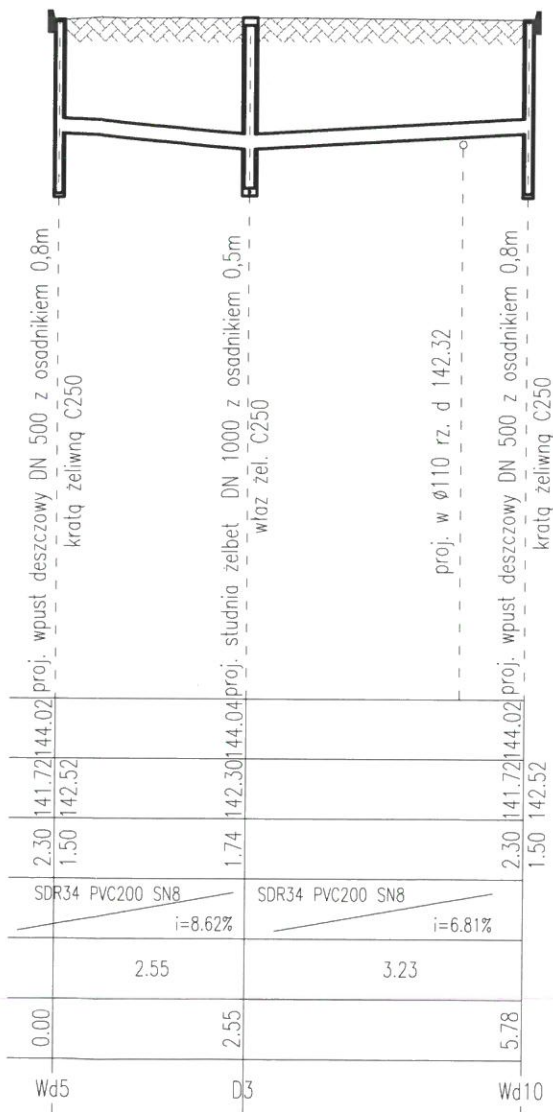 proj. wpust deszczowy DN 500 z osadnikiem 0,8m
kratą żeliwną C250
proj. studnia żelbet DN 1000 z osadnikiem 0,5m
właz żel. C250
proj. w ø110 rz. d 142.32
proj. wpust deszczowy DN 500 z osadnikiem 0,8m
kratą żeliwną C250
144.02
144.04
144.02
141.72
142.52
142.30
141.72
142.52
2.30
1.50
1.74
2.30
1.50
SDR34 PVC200 SN8
i=8.62%
SDR34 PVC200 SN8
i=6.81%
2.55
3.23
0.00
2.55
5.78
Wd5
D3
Wd10